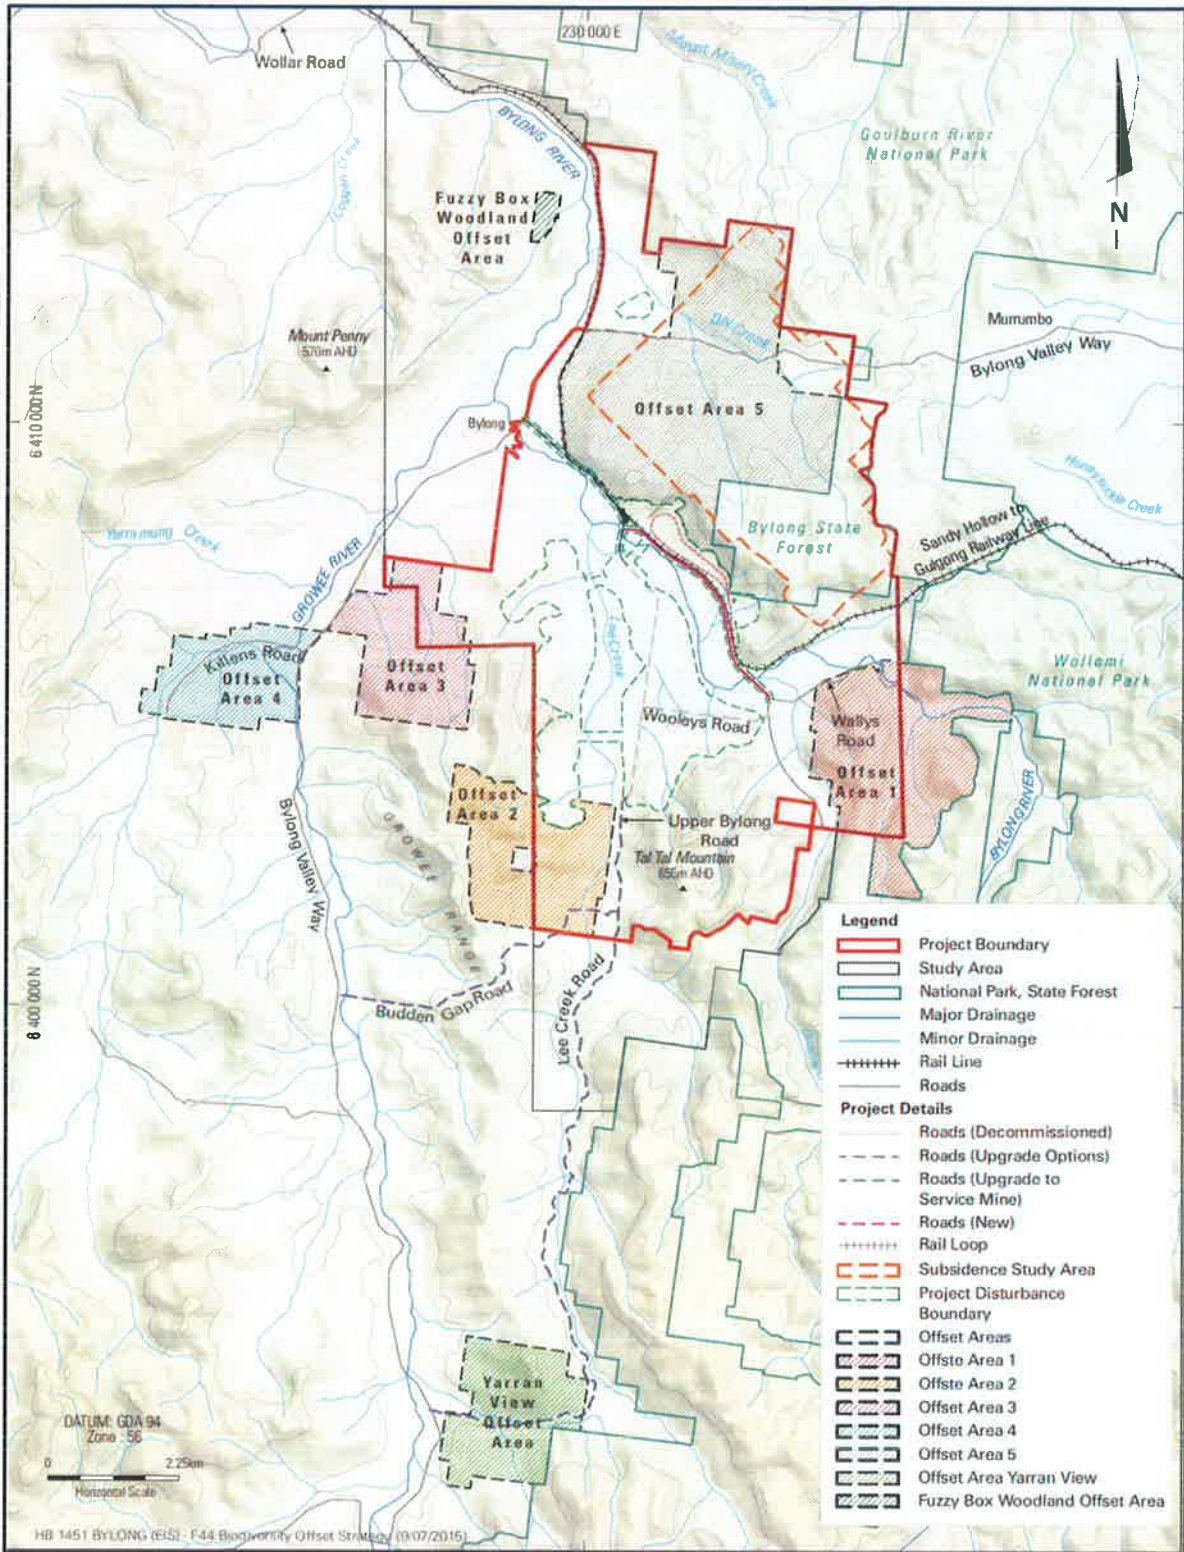 230 000 E
Wollar Road
Mount Misery
Creek
BYLONG RIVER
Goulburn River
National Park
Coggan Creek
N
Fuzzy Box
Woodland
Offset
Area
Murrumbo
Bylong Valley Way
Mount Penny
570m AHD
Dry Creek
6 410 000 N
Offset Area 5
Bylong
Honeysuckle Creek
Yarramung Creek
Bylong State
Forest
Sandy Hollow to
Gulgong Railway Line
GROWEE RIVER
Lee Creek
Killens Road
Offset
Area 4
Offset
Area 3
Wollami
National Park
Wooleys Road
Wallys
Road
Offset
Area 1
Offset
Area 2
Upper Bylong
Road
Tal Tal Mountain
656m AHD
BYLONG RIVER
Bylong Valley Way
GROWEE RANGE
6 400 000 N
Budden Gap Road
Lee Creek Road
Legend
Project Boundary
Study Area
National Park, State Forest
Major Drainage
Minor Drainage
Rail Line
Roads
Project Details
Roads (Decommissioned)
Roads (Upgrade Options)
Roads (Upgrade to
Service Mine)
Roads (New)
Rail Loop
Subsidence Study Area
Project Disturbance
Boundary
Offset Areas
Offste Area 1
Offste Area 2
Offset Area 3
Offset Area 4
Offset Area 5
Offset Area Yarran View
Fuzzy Box Woodland Offset Area
Yarran
View
Offset
Area
DATUM: GDA 94
Zone : 56
0 2.25km
Horizontal Scale
HB 1451 BYLONG (EIS) - F44 Biodiversity Offset Strategy (9/07/2015)